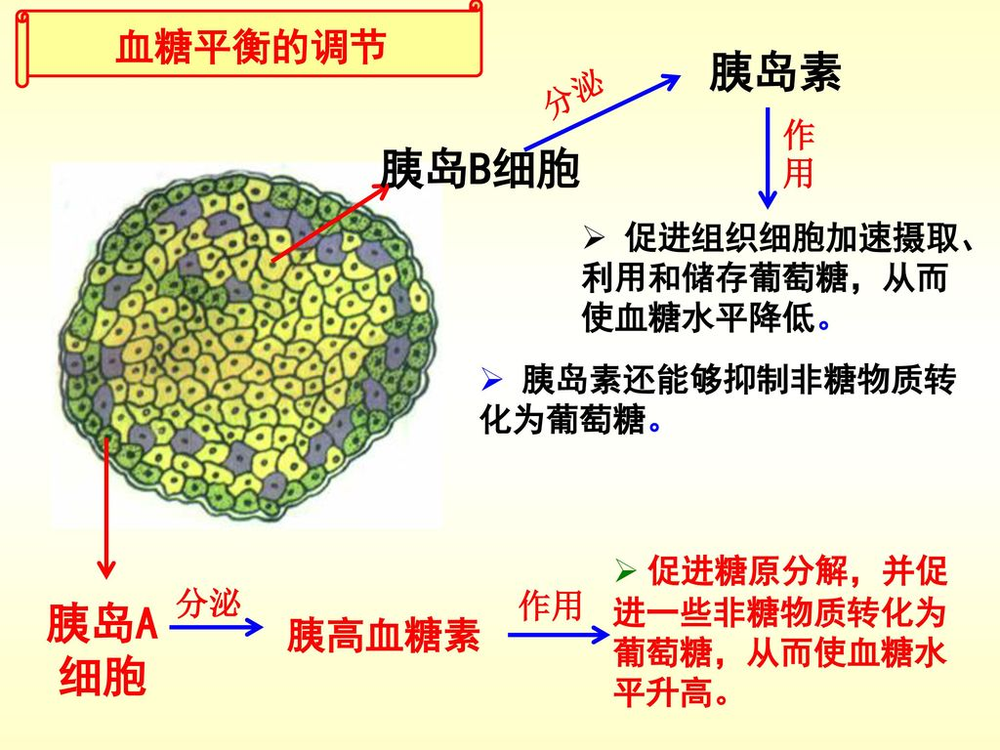 血糖平衡的调节
胰岛素
分泌
作
用
胰岛B细胞
➢ 促进组织细胞加速摄取、
利用和储存葡萄糖，从而
使血糖水平降低。
➢ 胰岛素还能够抑制非糖物质转
化为葡萄糖。
胰岛A
细胞
分泌
胰高血糖素
作用
➢ 促进糖原分解，并促
进一些非糖物质转化为
葡萄糖，从而使血糖水
平升高。